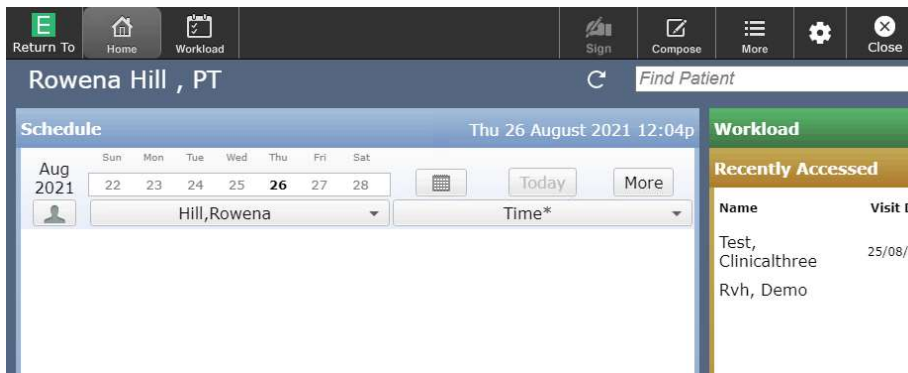 E
Return To
Home
Workload
Sign
Compose
More
Close
Rowena Hill , PT
Find Patient
Schedule
Thu 26 August 2021 12:04p
Aug
2021
Sun Mon Tue Wed Thu Fri Sat
22 23 24 25 26 27 28
Today
More
Hill,Rowena
Time*
Workload
Recently Accessed
Name Visit
Test,
Clinicalthree
25/08/
Rvh, Demo